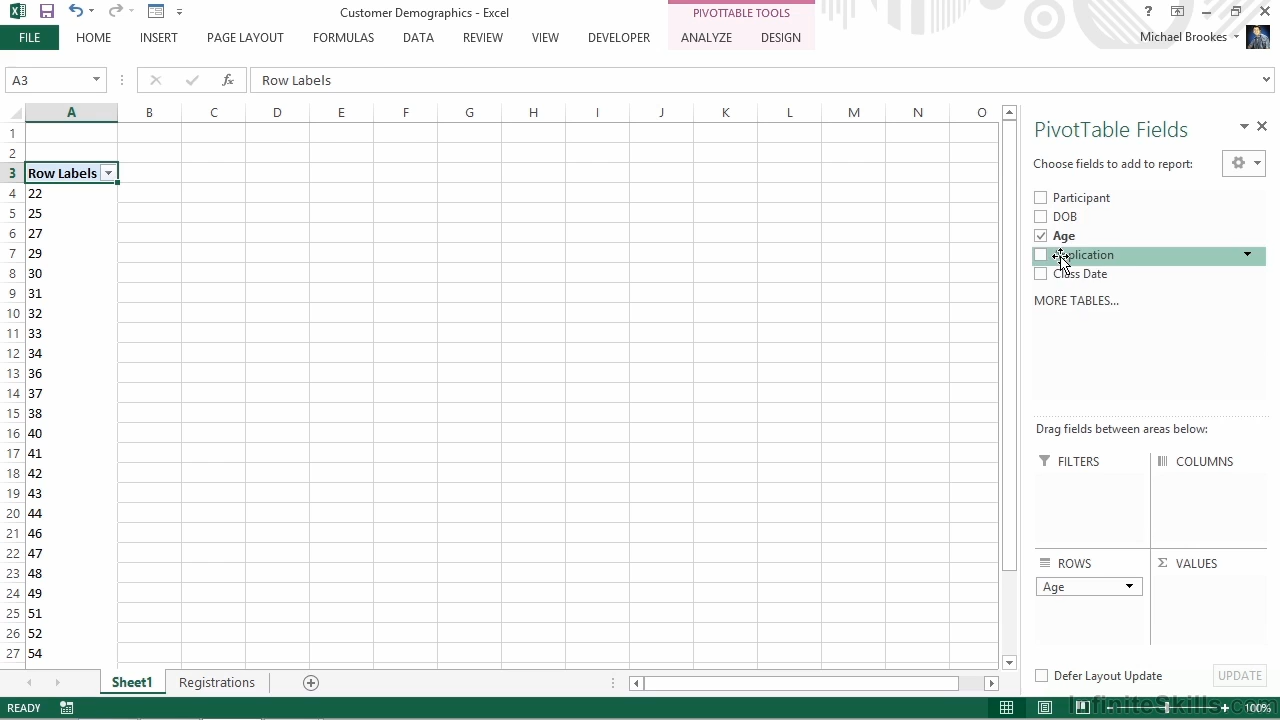 Customer Demographics - Excel
PIVOTTABLE TOOLS
?
FILE HOME INSERT PAGE LAYOUT FORMULAS DATA REVIEW VIEW DEVELOPER ANALYZE DESIGN
Michael Brookes
A3 fx Row Labels
A B C D E F G H I J K L M N O
1
2
3 Row Labels
4 22
5 25
6 27
7 29
8 30
9 31
10 32
11 33
12 34
13 36
14 37
15 38
16 40
17 41
18 42
19 43
20 44
21 46
22 47
23 48
24 49
25 51
26 52
27 54
PivotTable Fields
Choose fields to add to report:
Participant
DOB
Age
Application
Class Date
MORE TABLES...
Drag fields between areas below:
FILTERS COLUMNS
ROWS Σ VALUES
Age
Defer Layout Update UPDATE
Sheet1 Registrations
READY 100%
InfiniteSkills.com